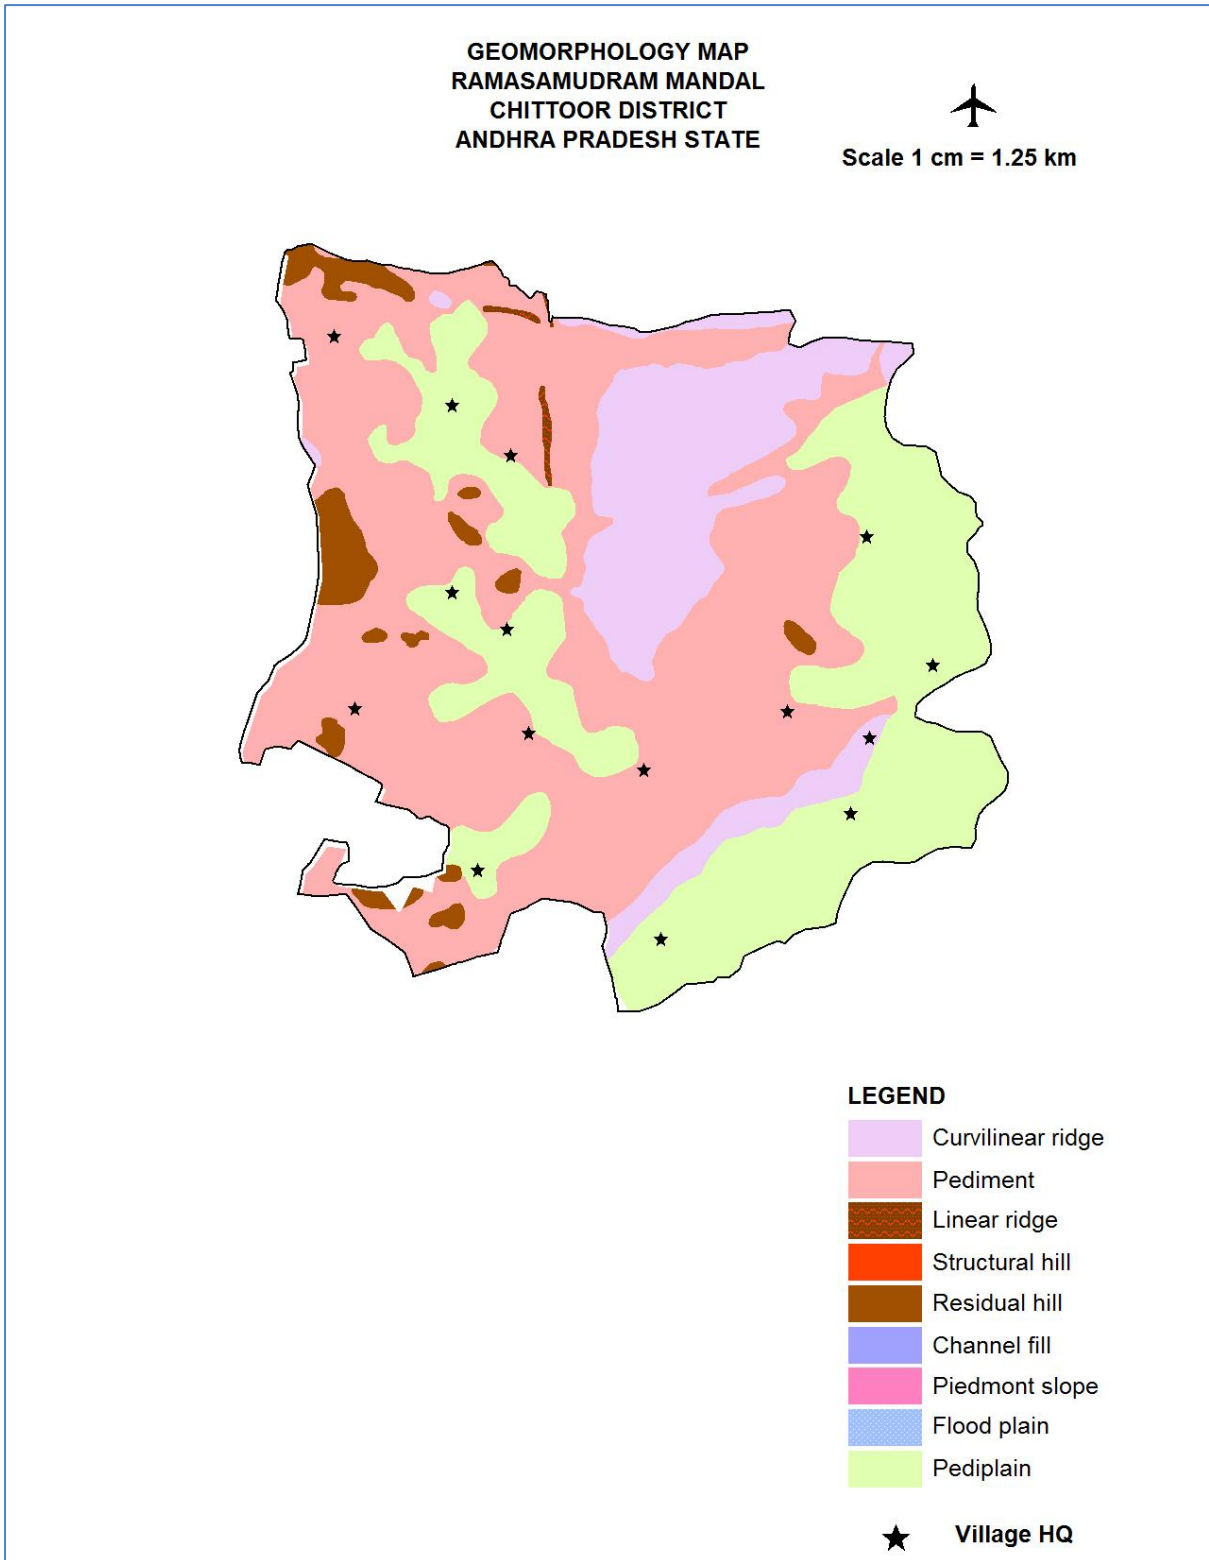 GEOMORPHOLOGY MAP
RAMASAMUDRAM MANDAL
CHITTOOR DISTRICT
ANDHRA PRADESH STATE
Scale 1 cm = 1.25 km
LEGEND
Curvilinear ridge
Pediment
Linear ridge
Structural hill
Residual hill
Channel fill
Piedmont slope
Flood plain
Pediplain
Village HQ